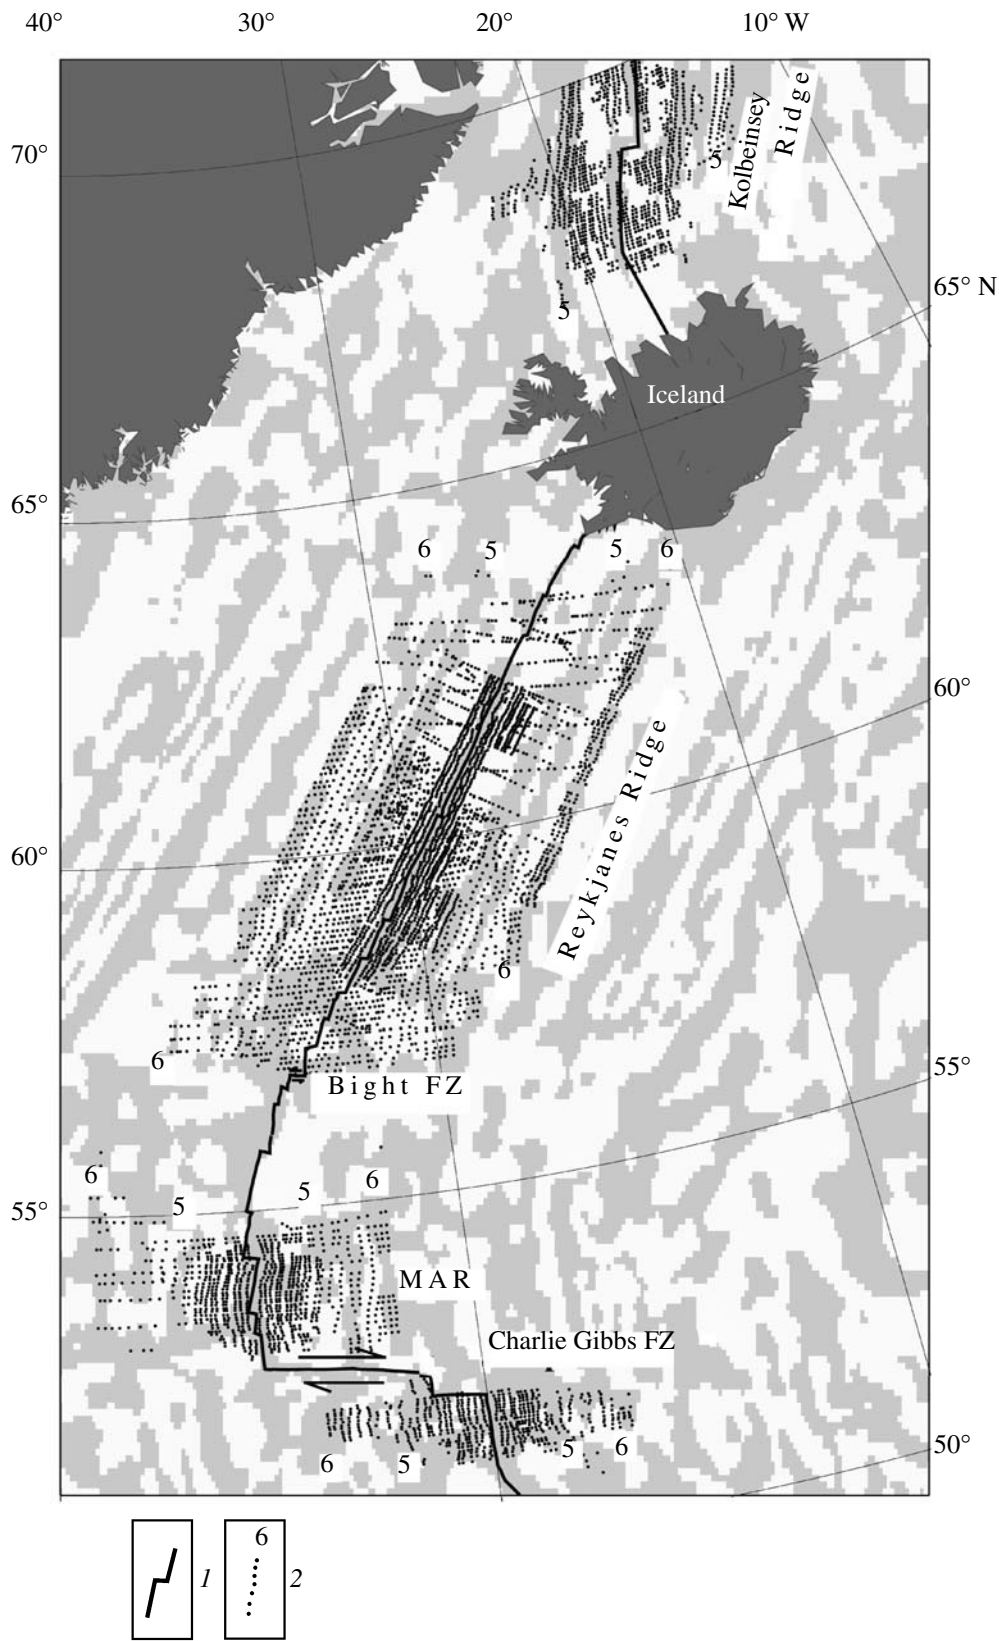 40° 30° 20° 10° W
70°
Kolbeinsey
Ridge
5
65° N
5
Iceland
65°
6 5 5 6
60°
Reykjanes Ridge
60°
6
6
55°
Bight FZ
6 5 5 6
55°
MAR
Charlie Gibbs FZ
50°
6 5 5 6
6
1 2